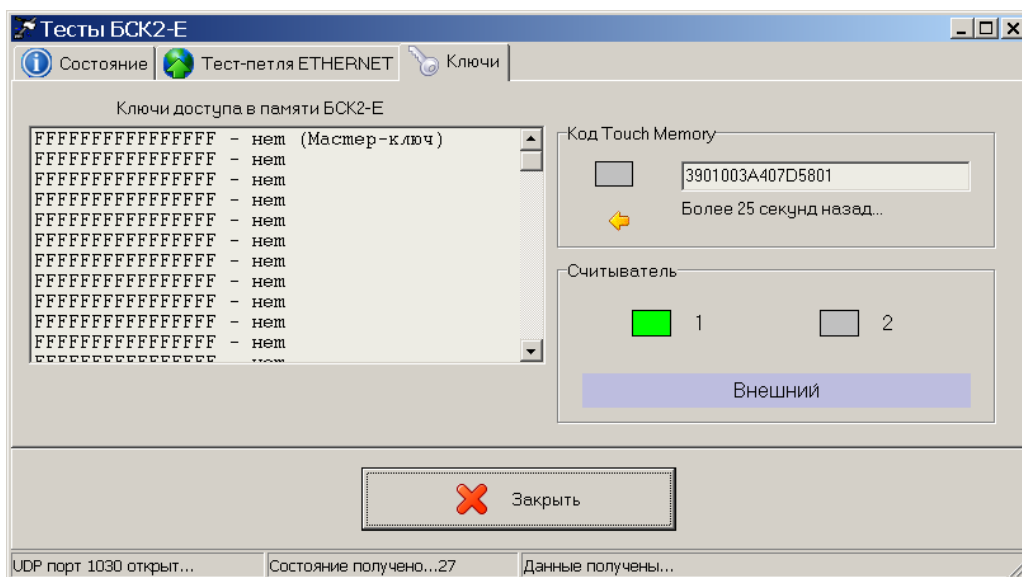 Тесты БСК2-Е
Состояние
Тест-петля ETHERNET
Ключи
Ключи доступа в памяти БСК2-Е
FFFFFFFFFFFFFFFF - нет (Мастер-ключ)
FFFFFFFFFFFFFFFF - нет
FFFFFFFFFFFFFFFF - нет
FFFFFFFFFFFFFFFF - нет
FFFFFFFFFFFFFFFF - нет
FFFFFFFFFFFFFFFF - нет
FFFFFFFFFFFFFFFF - нет
FFFFFFFFFFFFFFFF - нет
FFFFFFFFFFFFFFFF - нет
FFFFFFFFFFFFFFFF - нет
FFFFFFFFFFFFFFFF - нет
FFFFFFFFFFFFFFFF - нет
Код Touch Memory
3901003A407D5801
Более 25 секунд назад...
Считыватель
1
2
Внешний
Закрыть
UDP порт 1030 открыт...
Состояние получено...27
Данные получены...